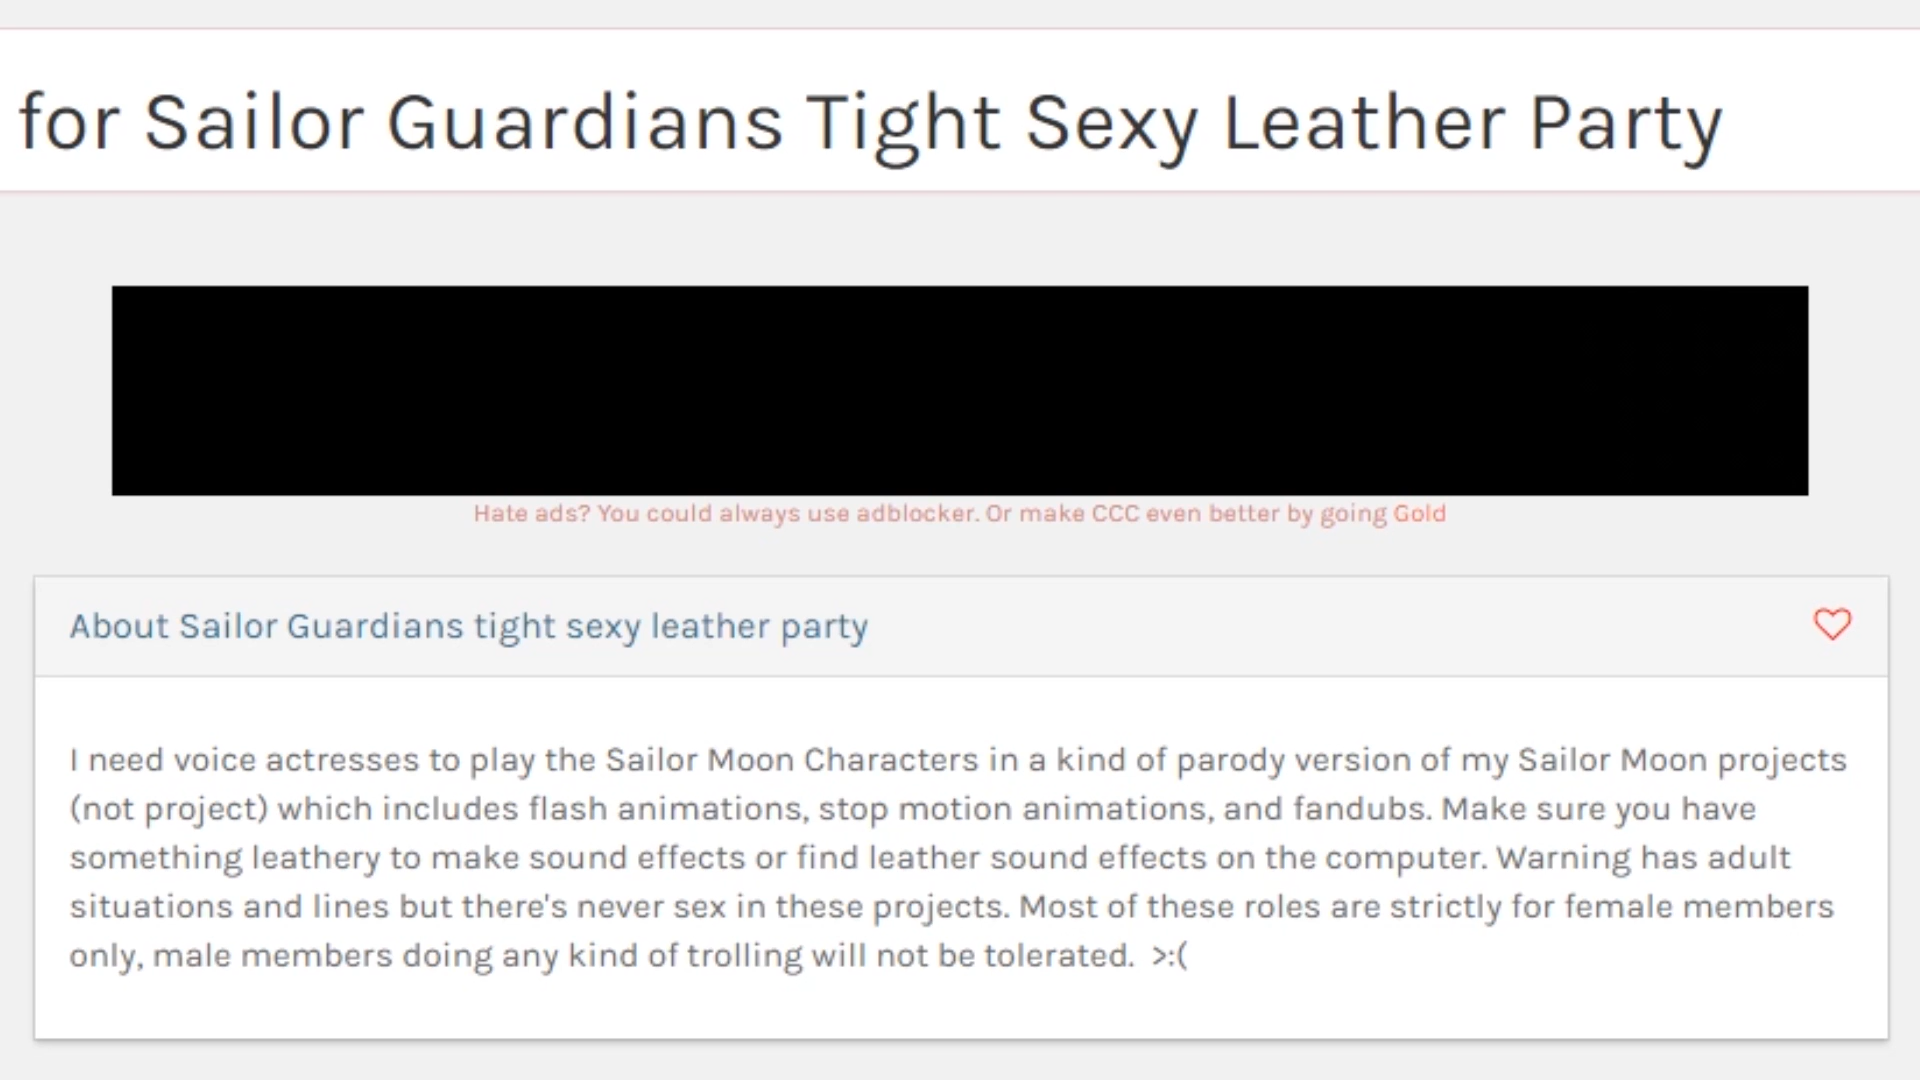 for Sailor Guardians Tight Sexy Leather Party
Hate ads? You could always use adblocker. Or make CCC even better by going Gold
About Sailor Guardians tight sexy leather party
I need voice actresses to play the Sailor Moon Characters in a kind of parody version of my Sailor Moon projects
(not project) which includes flash animations, stop motion animations, and fandubs. Make sure you have
something leathery to make sound effects or find leather sound effects on the computer. Warning has adult
situations and lines but there's never sex in these projects. Most of these roles are strictly for female members
only, male members doing any kind of trolling will not be tolerated.  >:(